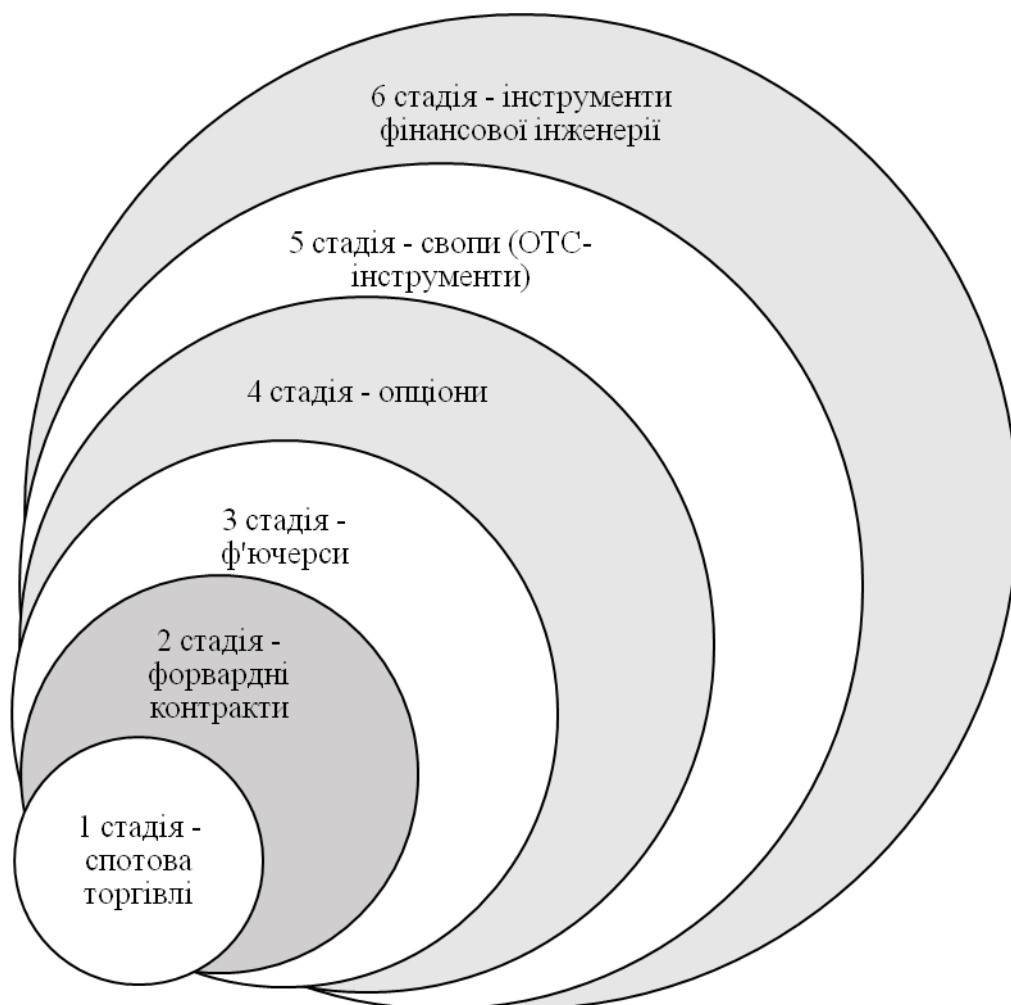 6 стадія - інструменти
фінансової інженерії
5 стадія - свопи (ОТС-
інструменти)
4 стадія - опціони
3 стадія -
ф'ючерси
2 стадія -
форвардні
контракти
1 стадія -
спотова
торгівлі